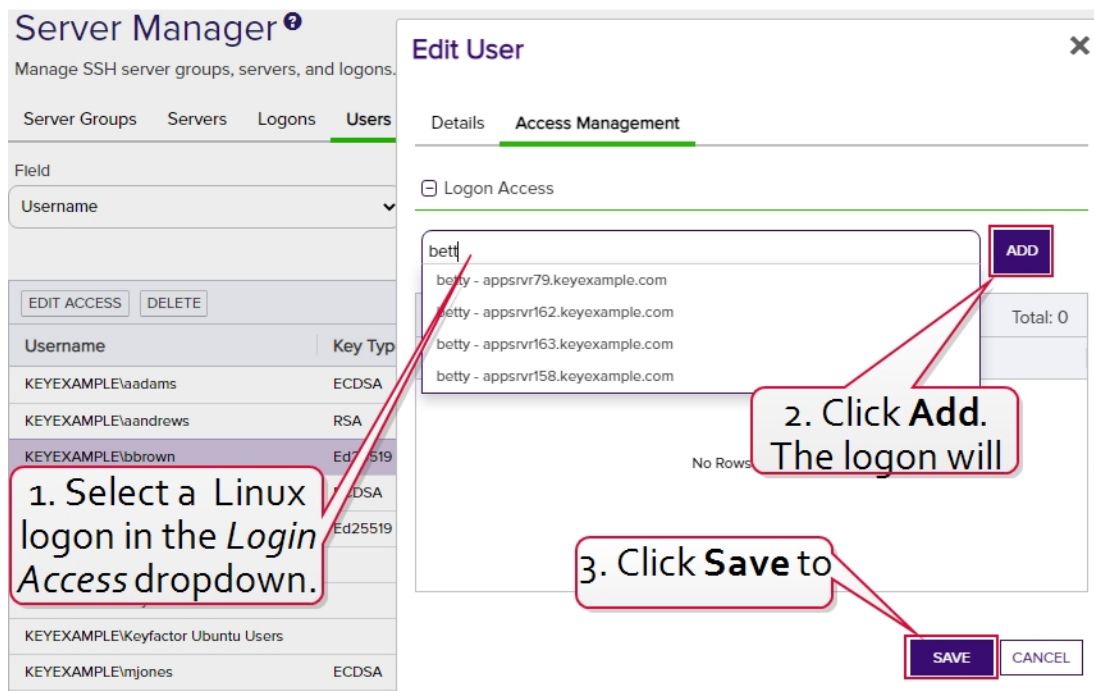 Server Manager ?
Manage SSH server groups, servers, and logons.
Server Groups Servers Logons Users
Field
Username
EDIT ACCESS DELETE
Username Key Typ
KEYEXAMPLE\aadams ECDSA
KEYEXAMPLE\aandrews RSA
KEYEXAMPLE\bbrown
Ed25519
KEYEXAMPLE\Keyfactor Ubuntu Users
KEYEXAMPLE\mjones ECDSA
Edit User
Details Access Management
Logon Access
bett
ADD
betty - appsrvr79.keyexample.com
betty - appsrvr162.keyexample.com
betty - appsrvr163.keyexample.com
betty - appsrvr158.keyexample.com
Total: 0
No Rows
1. Select a Linux
logon in the Login
Access dropdown.
2. Click Add.
The logon will
3. Click Save to
SAVE CANCEL